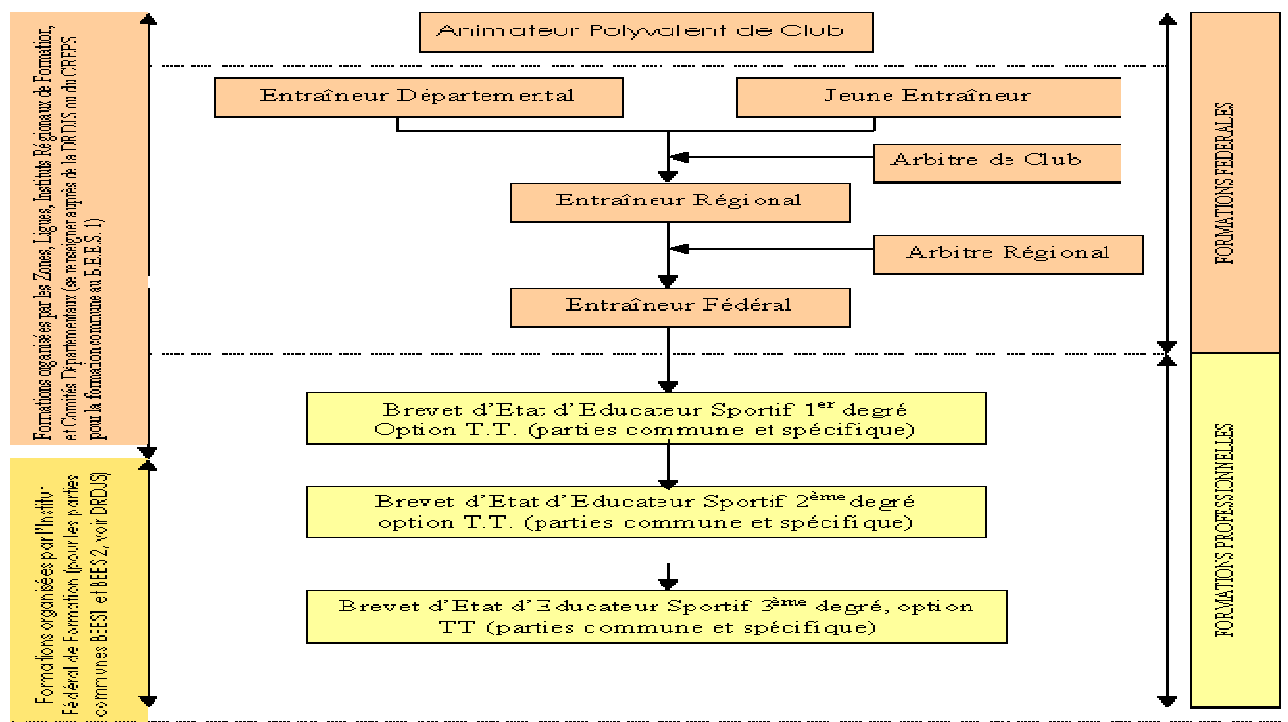 Animateur Polyvalent de Club
Entraîneur Départemental
Jeune Entraîneur
Arbitre de Club
Entraîneur Régional
Arbitre Régional
Entraîneur Fédéral
Brevet d'Etat d'Educateur Sportif 1er degré
Option T.T. (parties commune et spécifique)
Brevet d'Etat d'Educateur Sportif 2ème degré
option T.T. (parties commune et spécifique)
Brevet d'Etat d'Educateur Sportif 3ème degré, option
TT (parties commune et spécifique)
Formations organisées par les Zones, Ligues, Instituts Régionaux de Formation,
et Comités Départementaux (se renseigner auprès de la DRDJS ou du CREPS
pour la formation commune au B.E.E.S. 1)
Formations organisées par l'Institut
Fédéral de Formation (pour les parties
communes BEES1 et BEES 2, voir DRDJS)
FORMATIONS FEDERALES
FORMATIONS PROFESSIONNELLES